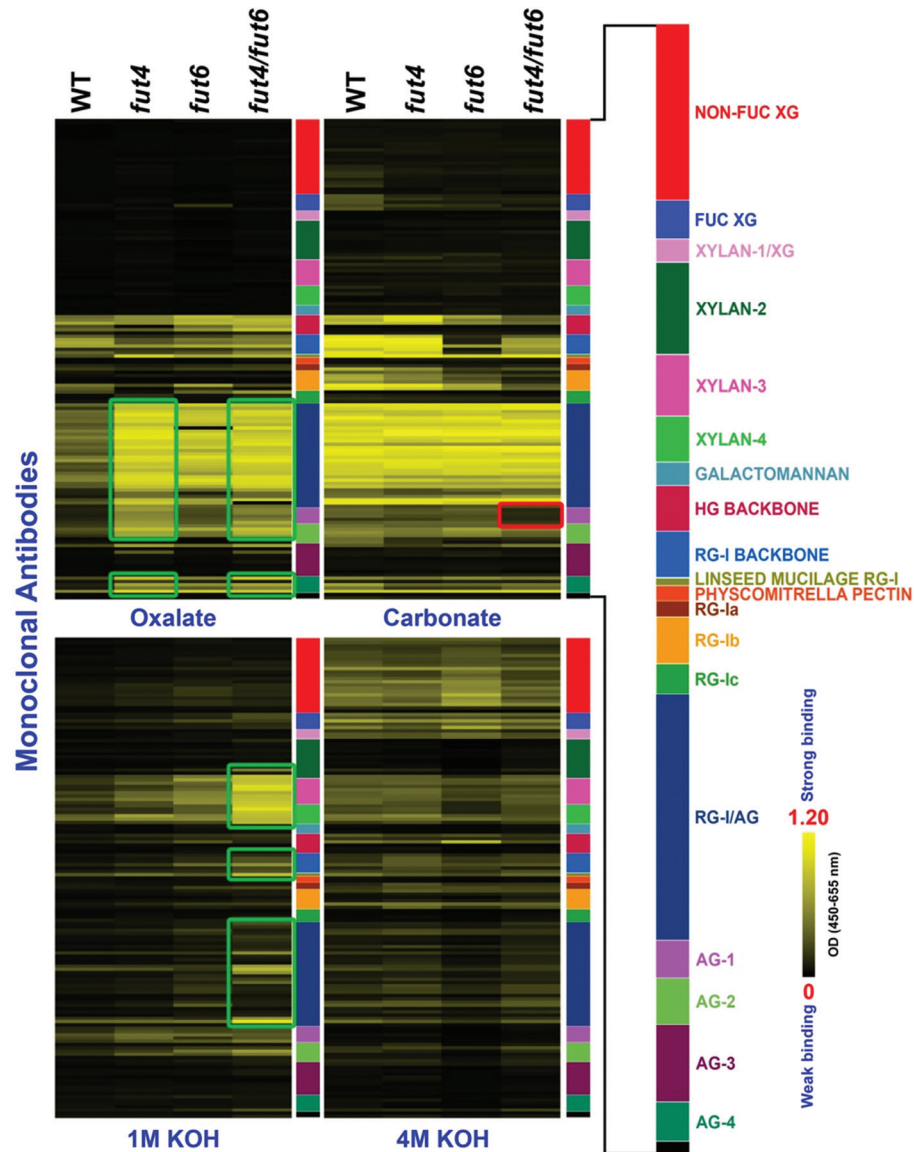 WT
fut4
fut6
fut4/fut6
WT
fut4
fut6
fut4/fut6
Monoclonal Antibodies
Oxalate
Carbonate
1M KOH
4M KOH
NON-FUC XG
FUC XG
XYLAN-1/XG
XYLAN-2
XYLAN-3
XYLAN-4
GALACTOMANNAN
HG BACKBONE
RG-I BACKBONE
LINSEED MUCILAGE RG-I
PHYSCOMITRELLA PECTIN
RG-Ia
RG-Ib
RG-Ic
RG-I/AG
AG-1
AG-2
AG-3
AG-4
Strong binding
1.20
OD (450-655 nm)
0
Weak binding